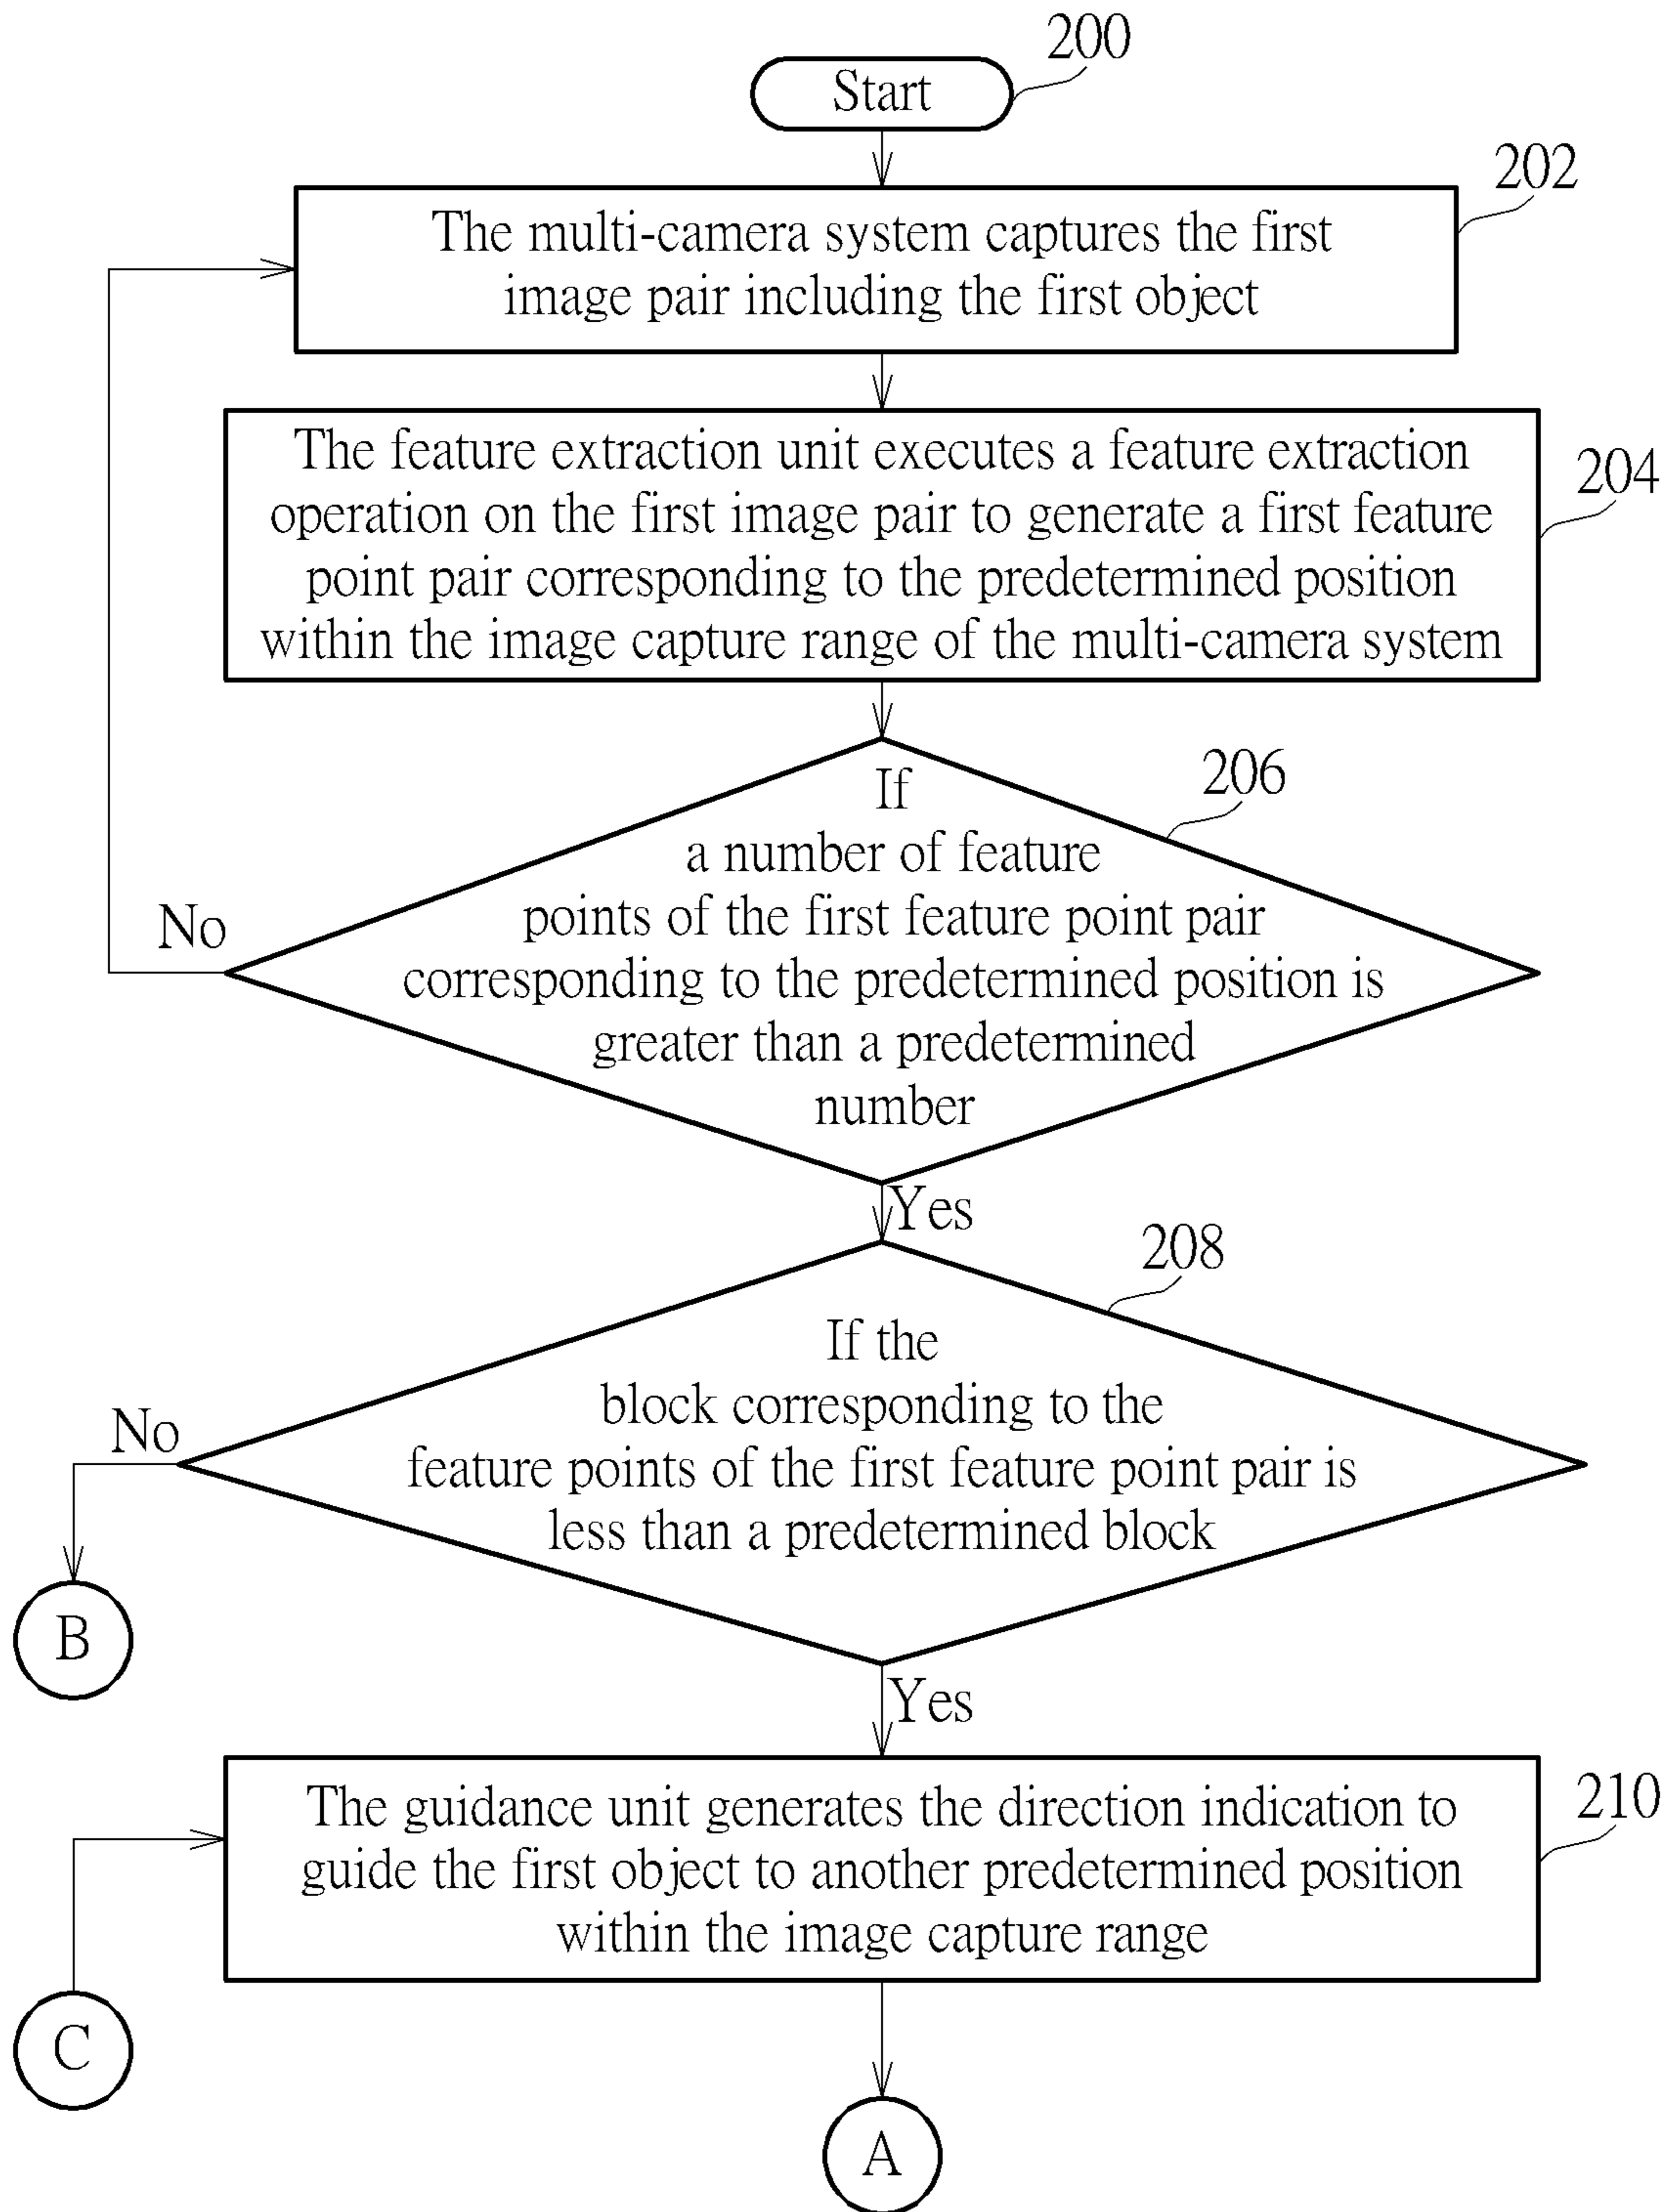 200
Start
202
The multi-camera system captures the first
image pair including the first object
204
The feature extraction unit executes a feature extraction
operation on the first image pair to generate a first feature
point pair corresponding to the predetermined position
within the image capture range of the multi-camera system
206
If
a number of feature
points of the first feature point pair
corresponding to the predetermined position is
greater than a predetermined
number
No
Yes
208
If the
block corresponding to the
feature points of the first feature point pair is
less than a predetermined block
No
B
Yes
210
The guidance unit generates the direction indication to
guide the first object to another predetermined position
within the image capture range
C
A